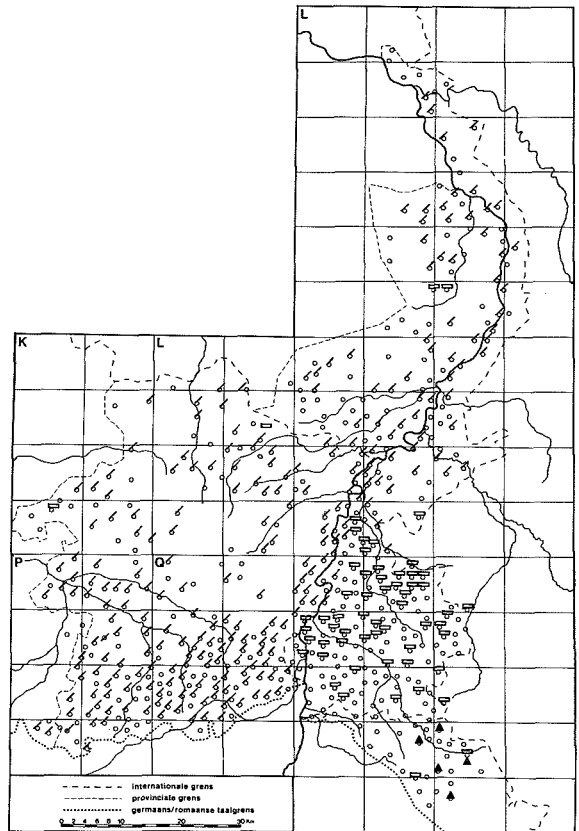 L
K
L
P
Q
internationale grens
provinciale grens
germaans/romaanse taalgrens
0 2 4 6 8 10 20 30 Km